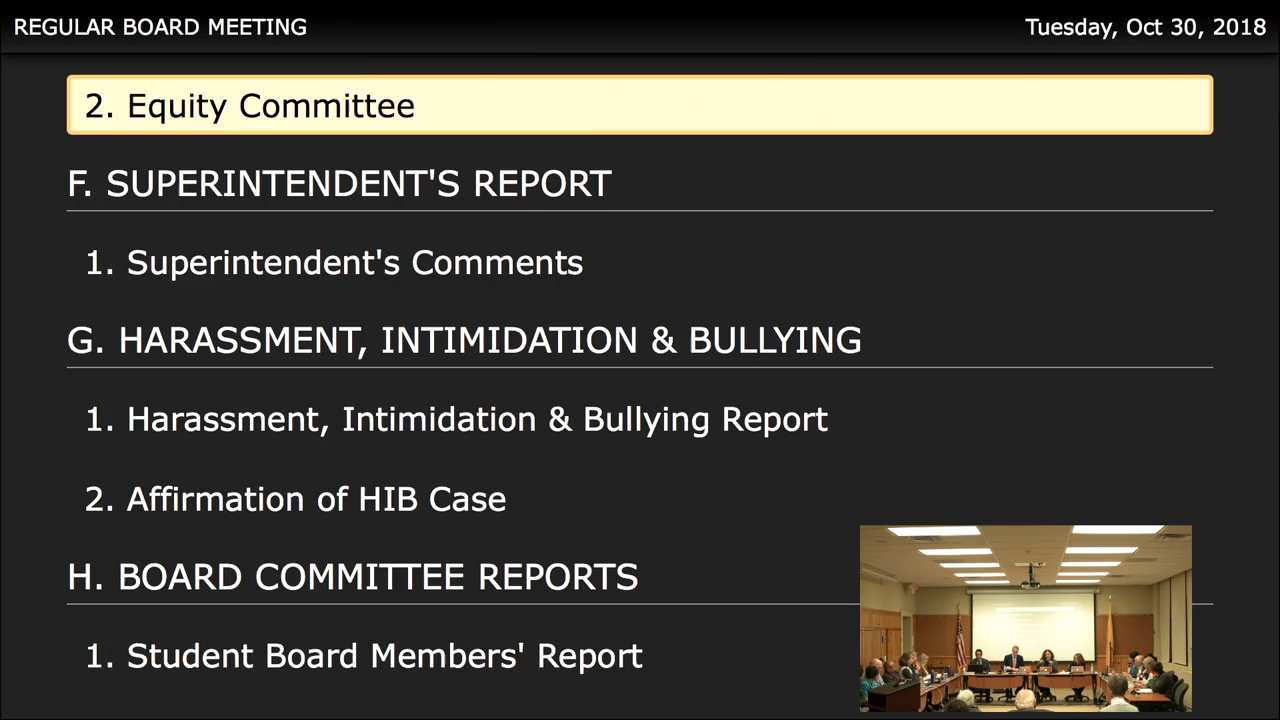 REGULAR BOARD MEETING
Tuesday, Oct 30, 2018
2. Equity Committee
F. SUPERINTENDENT'S REPORT
1. Superintendent's Comments
G. HARASSMENT, INTIMIDATION & BULLYING
1. Harassment, Intimidation & Bullying Report
2. Affirmation of HIB Case
H. BOARD COMMITTEE REPORTS
1. Student Board Members' Report